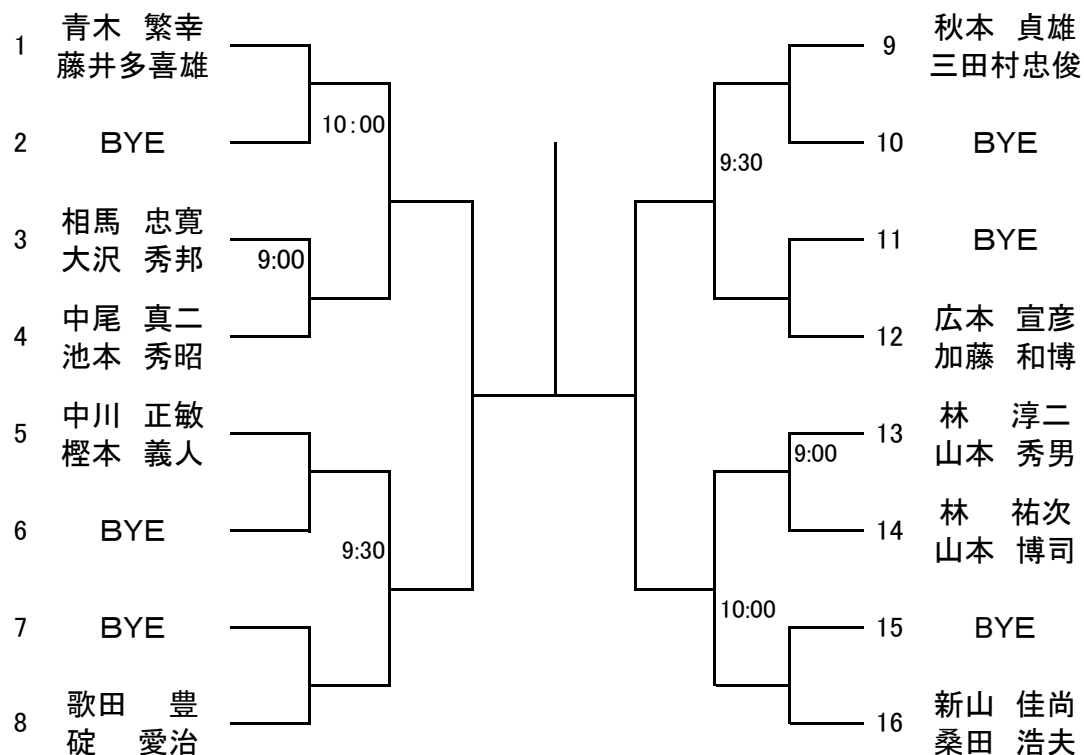 1 青木 繁幸
藤井多喜雄
2 BYE
10:00
3 相馬 忠寛
大沢 秀邦
9:00
4 中尾 真二
池本 秀昭
5 中川 正敏
樫本 義人
6 BYE
9:30
7 BYE
8 歌田 豊
碇 愛治
9 秋本 貞雄
三田村忠俊
10 BYE
9:30
11 BYE
12 広本 宣彦
加藤 和博
13 林 淳二
山本 秀男
9:00
14 林 祐次
山本 博司
10:00
15 BYE
16 新山 佳尚
桑田 浩夫